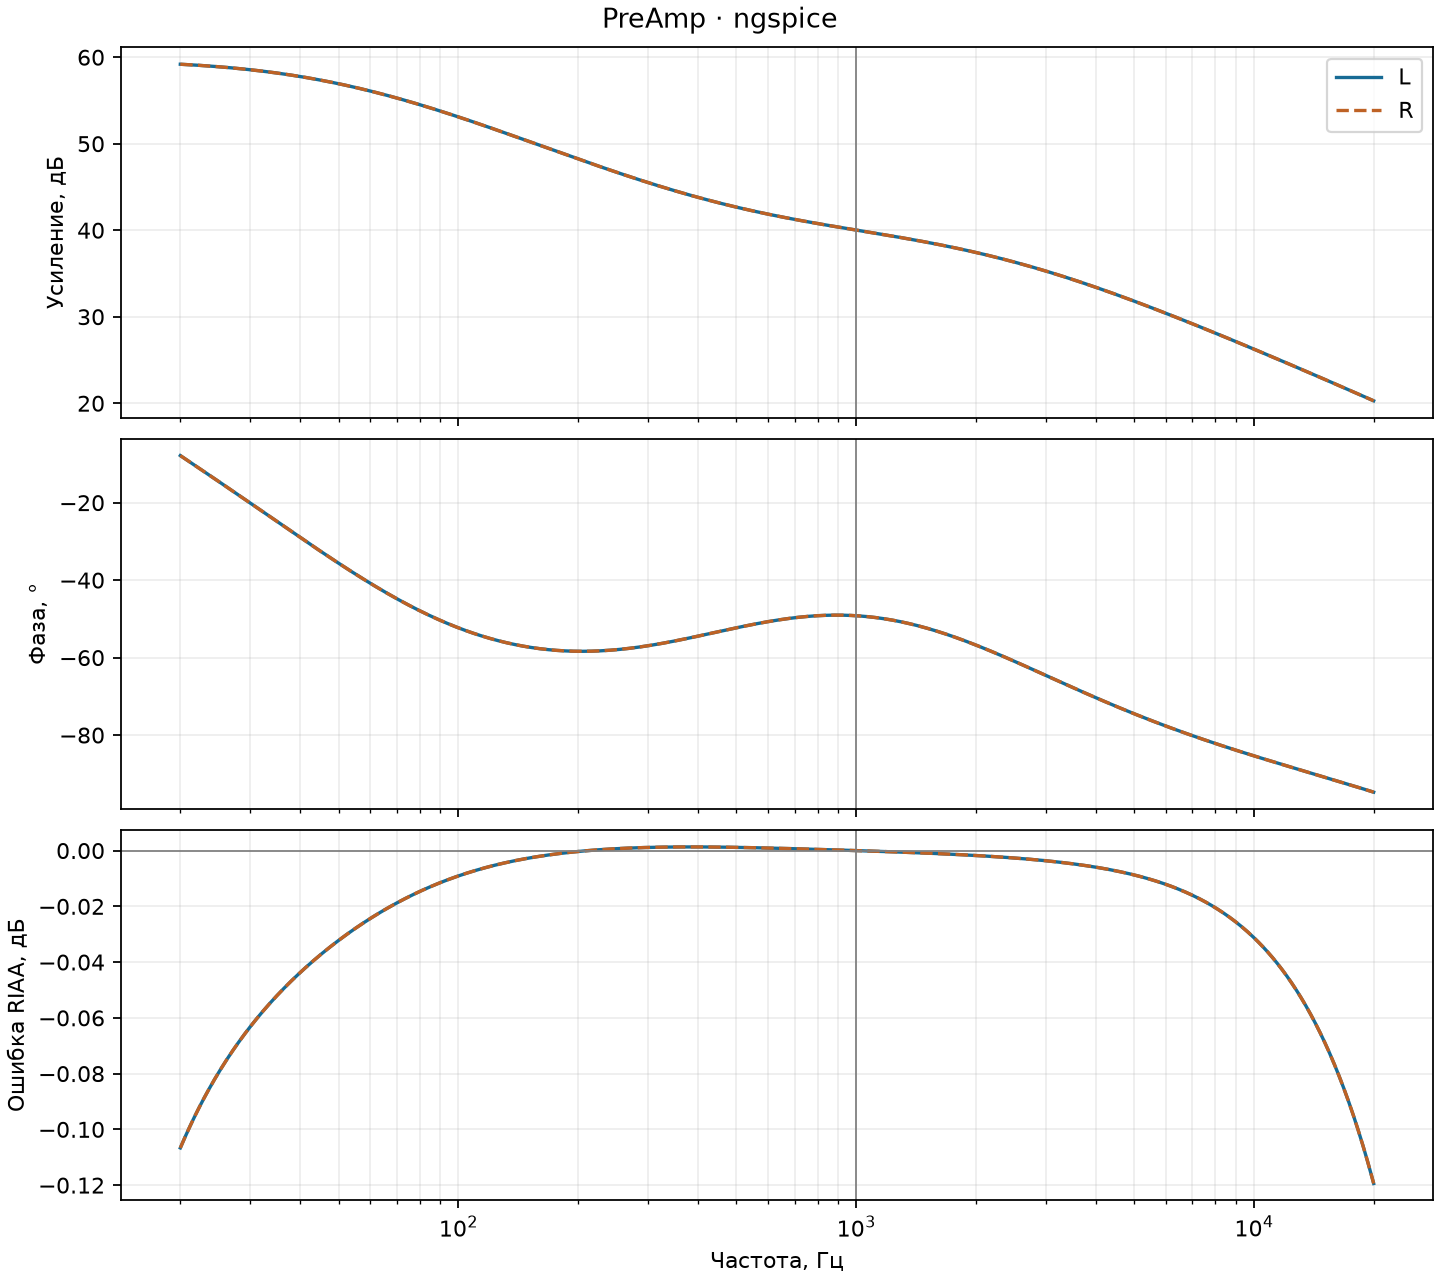 PreAmp · ngspice
60
50
40
30
20
Усиление, дБ
L
R
−20
−40
−60
−80
Фаза, °
0.00
−0.02
−0.04
−0.06
−0.08
−0.10
−0.12
Ошибка RIAA, дБ
10² 10³ 10⁴
Частота, Гц